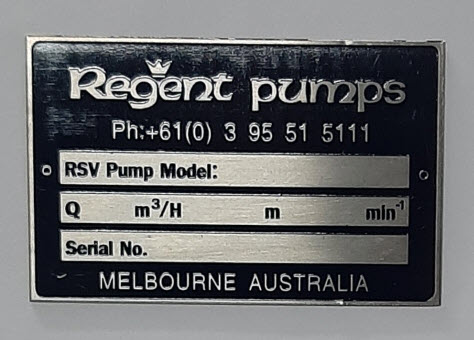 Regent pumps
Ph:+61(0) 3 95 51 5111
RSV Pump Model:
Q m³/H m min⁻¹
Serial No.
MELBOURNE AUSTRALIA